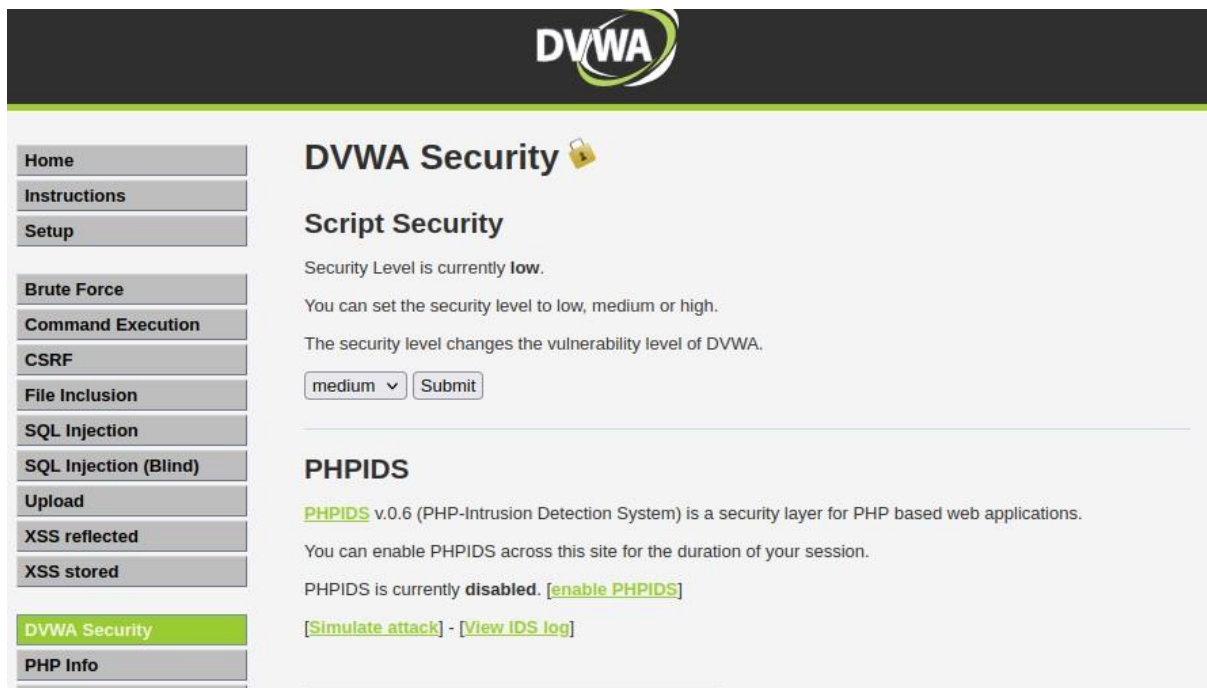 DVWA
Home
Instructions
Setup
Brute Force
Command Execution
CSRF
File Inclusion
SQL Injection
SQL Injection (Blind)
Upload
XSS reflected
XSS stored
DVWA Security
PHP Info
DVWA Security
Script Security
Security Level is currently low.
You can set the security level to low, medium or high.
The security level changes the vulnerability level of DVWA.
medium Submit
PHPIDS
PHPIDS v.0.6 (PHP-Intrusion Detection System) is a security layer for PHP based web applications.
You can enable PHPIDS across this site for the duration of your session.
PHPIDS is currently disabled. [enable PHPIDS]
[Simulate attack] - [View IDS log]